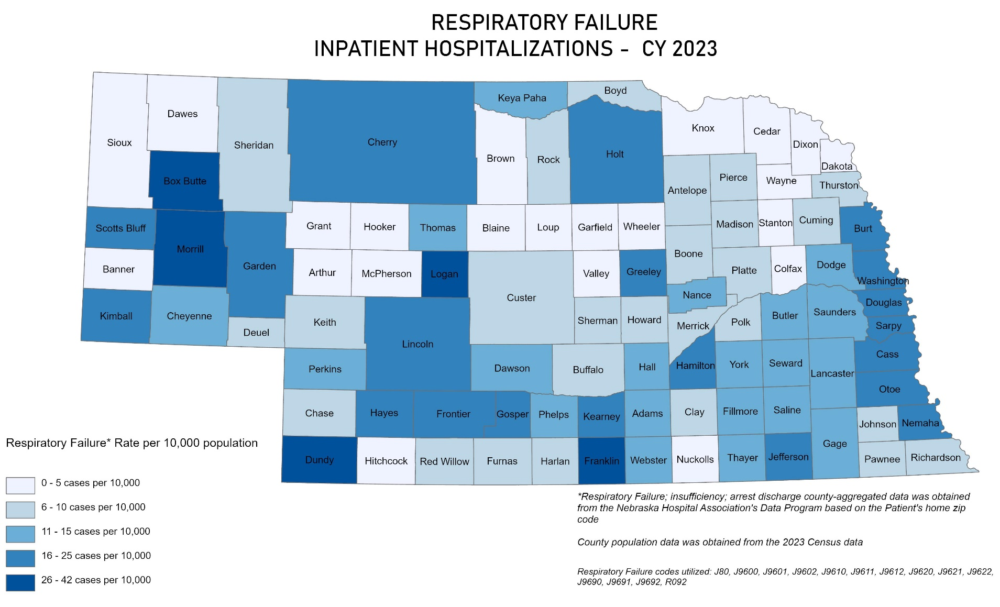 RESPIRATORY FAILURE
INPATIENT HOSPITALIZATIONS - CY 2023
Sioux
Dawes
Box Butte
Sheridan
Cherry
Keya Paha
Boyd
Brown
Rock
Holt
Knox
Cedar
Dixon
Dakota
Antelope
Pierce
Wayne
Thurston
Scotts Bluff
Morrill
Garden
Grant
Hooker
Thomas
Blaine
Loup
Garfield
Wheeler
Madison
Stanton
Cuming
Burt
Banner
Arthur
McPherson
Logan
Custer
Valley
Greeley
Boone
Platte
Colfax
Dodge
Washington
Kimball
Cheyenne
Deuel
Keith
Lincoln
Sherman
Howard
Nance
Merrick
Polk
Butler
Saunders
Douglas
Sarpy
Perkins
Dawson
Buffalo
Hall
Hamilton
York
Seward
Lancaster
Cass
Otoe
Chase
Hayes
Frontier
Gosper
Phelps
Kearney
Adams
Clay
Fillmore
Saline
Gage
Johnson
Nemaha
Dundy
Hitchcock
Red Willow
Furnas
Harlan
Franklin
Webster
Nuckolls
Thayer
Jefferson
Pawnee
Richardson
Respiratory Failure* Rate per 10,000 population
0 - 5 cases per 10,000
6 - 10 cases per 10,000
11 - 15 cases per 10,000
16 - 25 cases per 10,000
26 - 42 cases per 10,000
*Respiratory Failure; insufficiency; arrest discharge county-aggregated data was obtained
from the Nebraska Hospital Association's Data Program based on the Patient's home zip
code
County population data was obtained from the 2023 Census data
Respiratory Failure codes utilized: J80, J9600, J9601, J9602, J9610, J9611, J9612, J9620, J9621, J9622,
J9690, J9691, J9692, R092